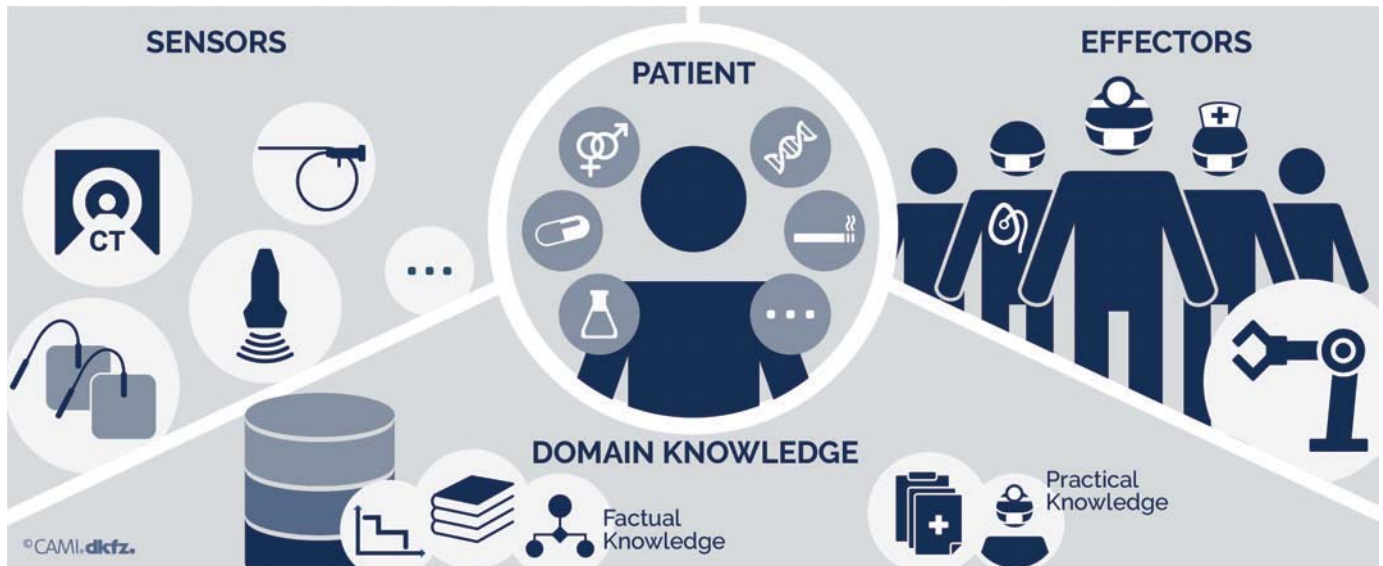 SENSORS
PATIENT
EFFECTORS
CT
DOMAIN KNOWLEDGE
Factual
Knowledge
Practical
Knowledge
©CAMI.dkfz.